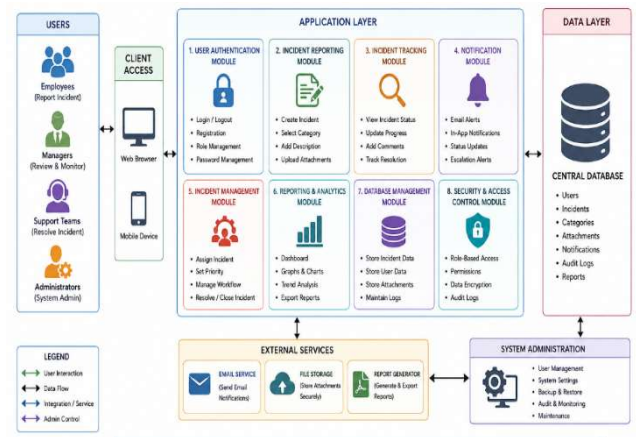 USERS
Employees
(Report Incident)
Managers
(Review & Monitor)
Support Teams
(Resolve Incident)
Administrators
(System Admin)
CLIENT
ACCESS
Web Browser
Mobile Device
APPLICATION LAYER
1. USER AUTHENTICATION
MODULE
• Login / Logout
• Registration
• Role Management
• Password Management
2. INCIDENT REPORTING
MODULE
• Create Incident
• Select Category
• Add Description
• Upload Attachments
3. INCIDENT TRACKING
MODULE
• View Incident Status
• Update Progress
• Add Comments
• Track Resolution
4. NOTIFICATION
MODULE
• Email Alerts
• In-App Notifications
• Status Updates
• Escalation Alerts
5. INCIDENT MANAGEMENT
MODULE
• Assign Incident
• Set Priority
• Manage Workflow
• Resolve / Close Incident
6. REPORTING & ANALYTICS
MODULE
• Dashboard
• Graphs & Charts
• Trend Analysis
• Export Reports
7. DATABASE MANAGEMENT
MODULE
• Store Incident Data
• Store User Data
• Store Attachments
• Maintain Logs
8. SECURITY & ACCESS
CONTROL MODULE
• Role-Based Access
• Permissions
• Data Encryption
• Audit Logs
DATA LAYER
CENTRAL DATABASE
• Users
• Incidents
• Categories
• Attachments
• Notifications
• Audit Logs
• Reports
LEGEND
User Interaction
Data Flow
Integration / Service
Admin Control
EXTERNAL SERVICES
EMAIL SERVICE
(Send Email
Notifications)
FILE STORAGE
(Store Attachments
Securely)
REPORT GENERATOR
(Generate & Export
Reports)
SYSTEM ADMINISTRATION
• User Management
• System Settings
• Backup & Restore
• Audit & Monitoring
• Maintenance